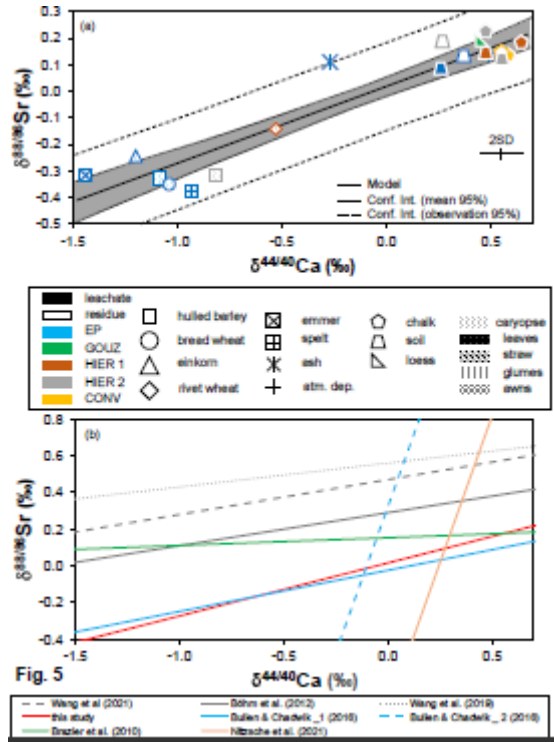 (a)
δ88/86Sr (‰)
0.3
0.2
0.1
0.0
-0.1
-0.2
-0.3
-0.4
-0.5
2SD
Model
Conf. Int. (mean 95%)
Conf. Int. (observation 95%)
-1.5 -1.0 -0.5 0.0 0.5
δ44/40Ca (‰)
leachate
residue
EP
GOUZ
HIER 1
HIER 2
CONV
hulled barley
bread wheat
einkorn
rivet wheat
emmer
spelt
ash
atm. dep.
chalk
soil
loess
caryopse
leaves
straw
glumes
awns
(b)
δ88/86Sr (‰)
0.8
0.6
0.4
0.2
0.0
-0.2
-0.4
-1.5 -1.0 -0.5 0.0 0.5
Fig. 5
δ44/40Ca (‰)
Wang et al (2021) Böhm et al. (2012) Wang et al. (2019)
this study Bullen & Chadwik _1 (2016) Bullen & Chadwik _ 2 (2016)
Brazier et al. (2010) Nitzsche et al. (2021)